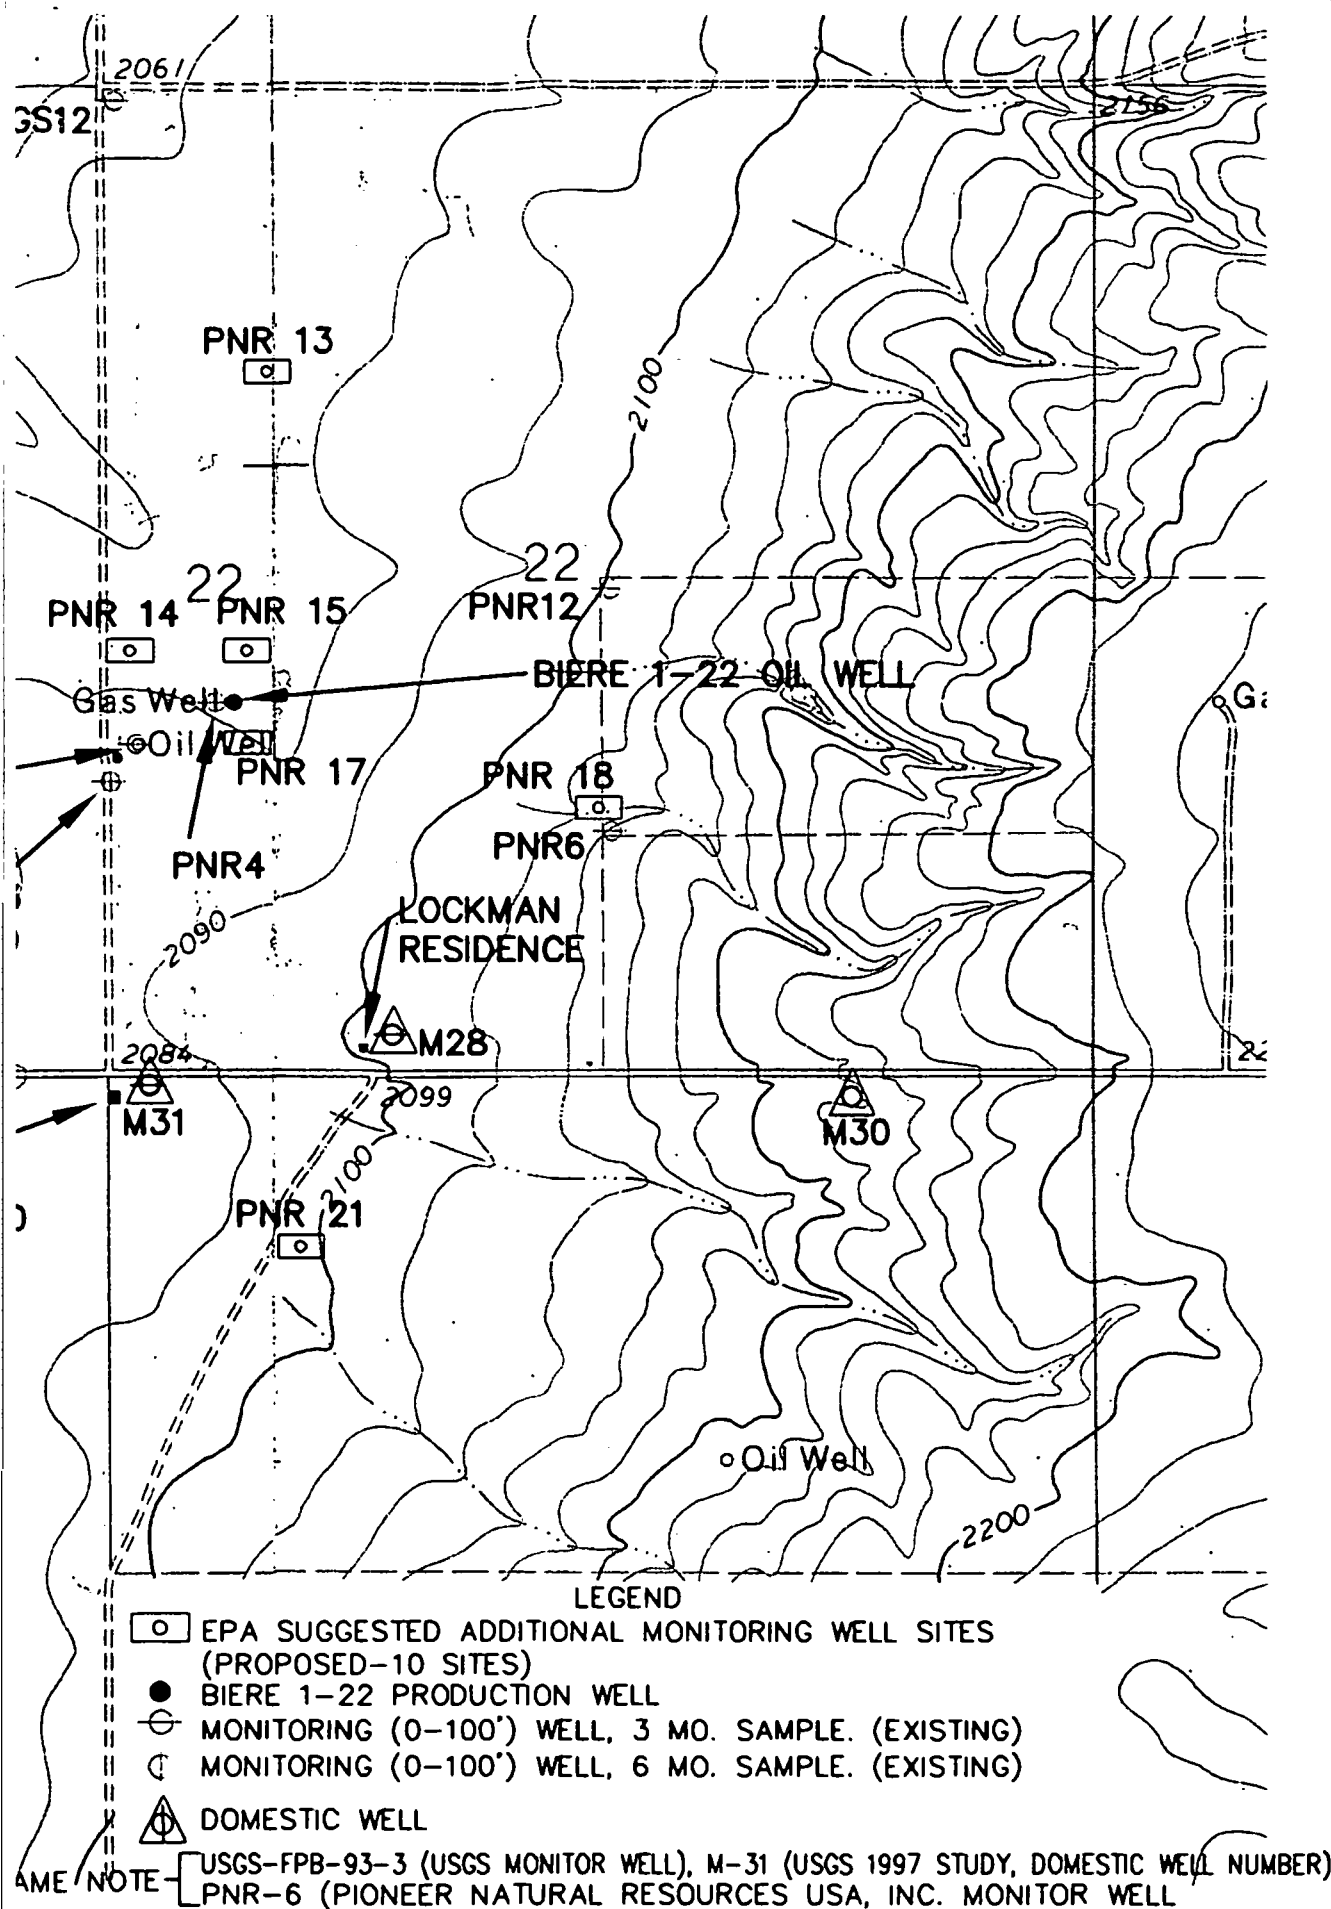 2061
GS12
2156
PNR 13
2100
22
22
PNR12
PNR 14
PNR 15
BIERE 1-22 OIL WELL
Gas Well
Oil Well
PNR 17
PNR 18
PNR6
PNR4
2090
LOCKMAN
RESIDENCE
M28
2084
2099
M31
M30
2100
PNR 21
Oil Well
2200
LEGEND
EPA SUGGESTED ADDITIONAL MONITORING WELL SITES
(PROPOSED-10 SITES)
BIERE 1-22 PRODUCTION WELL
MONITORING (0-100') WELL, 3 MO. SAMPLE. (EXISTING)
MONITORING (0-100') WELL, 6 MO. SAMPLE. (EXISTING)
DOMESTIC WELL
AME NOTE
USGS-FPB-93-3 (USGS MONITOR WELL), M-31 (USGS 1997 STUDY, DOMESTIC WELL NUMBER)
PNR-6 (PIONEER NATURAL RESOURCES USA, INC. MONITOR WELL